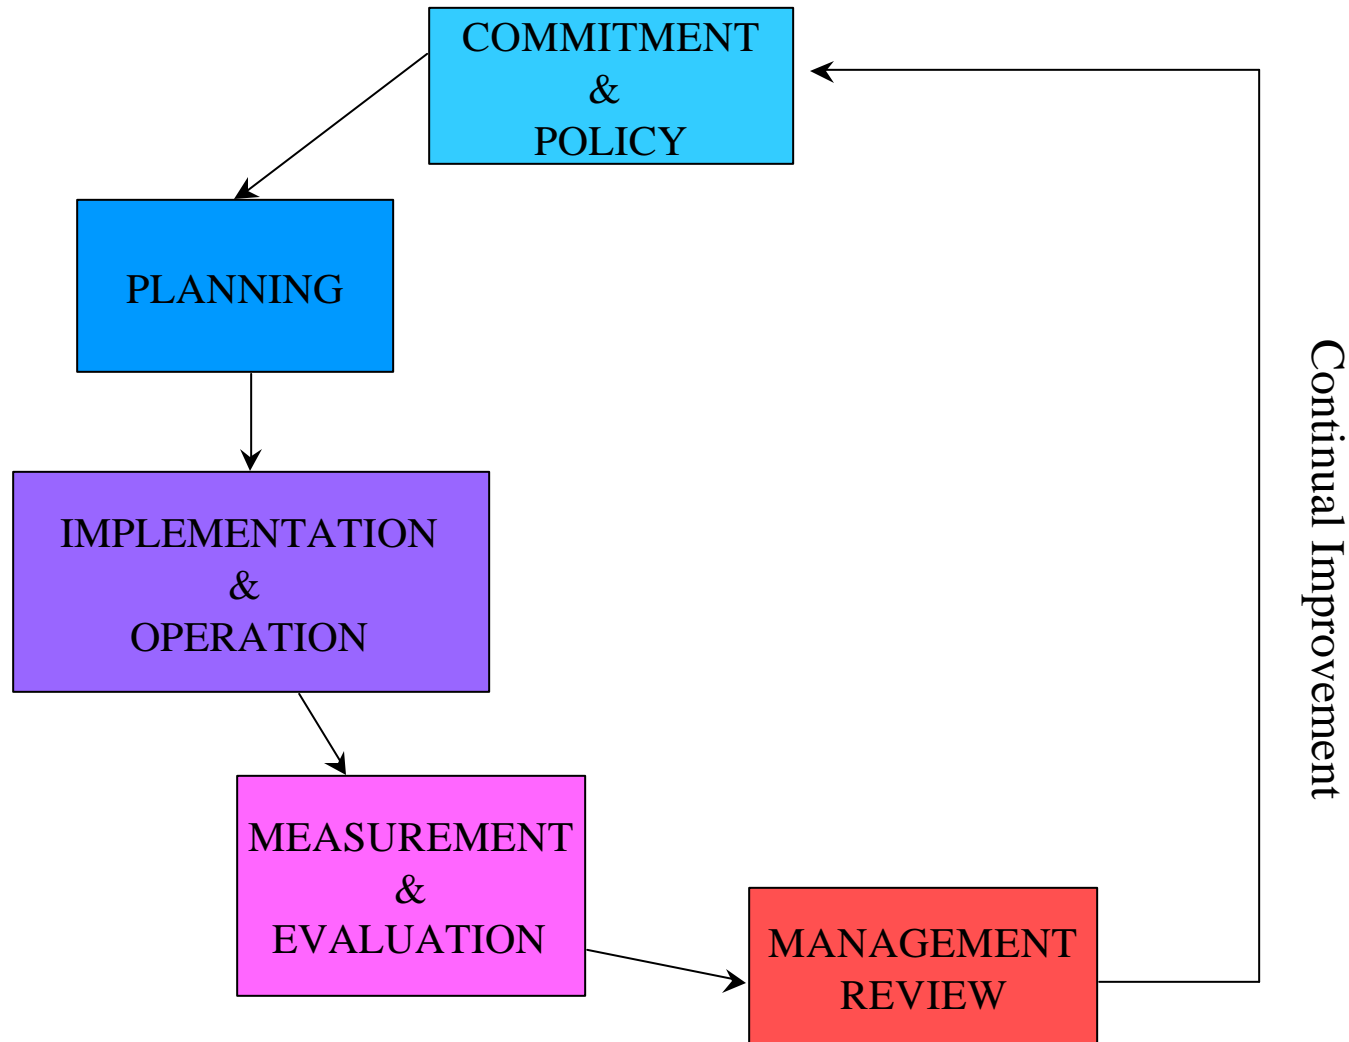 COMMITMENT
&
POLICY
PLANNING
IMPLEMENTATION
&
OPERATION
MEASUREMENT
&
EVALUATION
MANAGEMENT
REVIEW
Continual Improvement